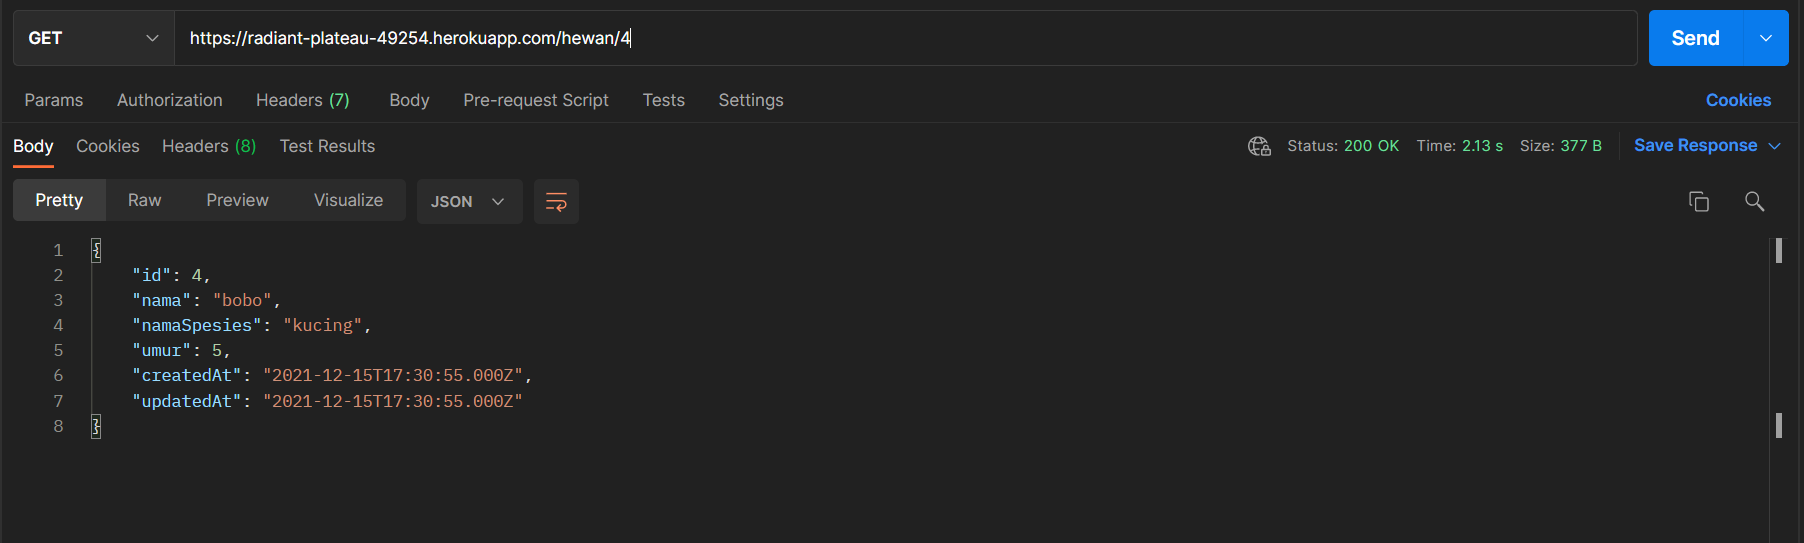 GET https://radiant-plateau-49254.herokuapp.com/hewan/4 Send
Params Authorization Headers (7) Body Pre-request Script Tests Settings Cookies
Body Cookies Headers (8) Test Results Status: 200 OK Time: 2.13 s Size: 377 B Save Response
Pretty Raw Preview Visualize JSON
1 {
2 "id": 4,
3 "nama": "bobo",
4 "namaSpesies": "kucing",
5 "umur": 5,
6 "createdAt": "2021-12-15T17:30:55.000Z",
7 "updatedAt": "2021-12-15T17:30:55.000Z"
8 }